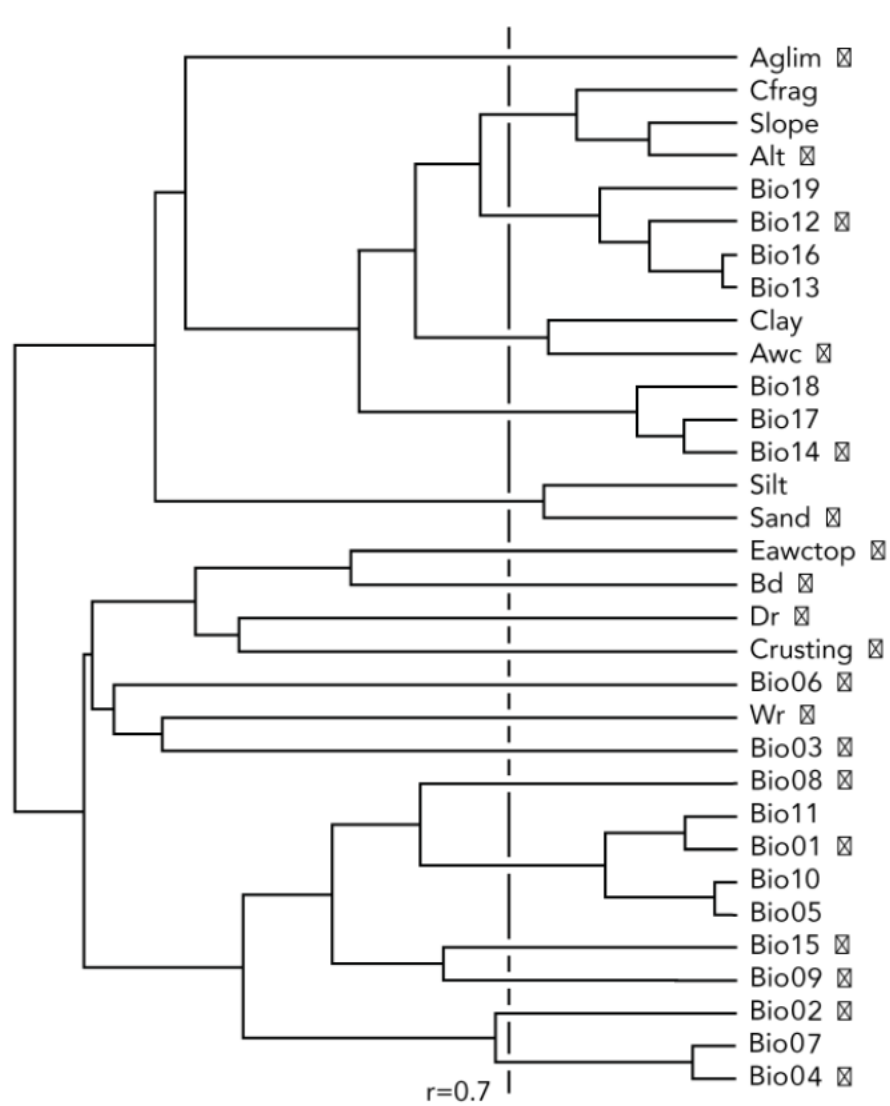 Aglim ☒
Cfrag
Slope
Alt ☒
Bio19
Bio12 ☒
Bio16
Bio13
Clay
Awc ☒
Bio18
Bio17
Bio14 ☒
Silt
Sand ☒
Eawctop ☒
Bd ☒
Dr ☒
Crusting ☒
Bio06 ☒
Wr ☒
Bio03 ☒
Bio08 ☒
Bio11
Bio01 ☒
Bio10
Bio05
Bio15 ☒
Bio09 ☒
Bio02 ☒
Bio07
Bio04 ☒
r=0.7